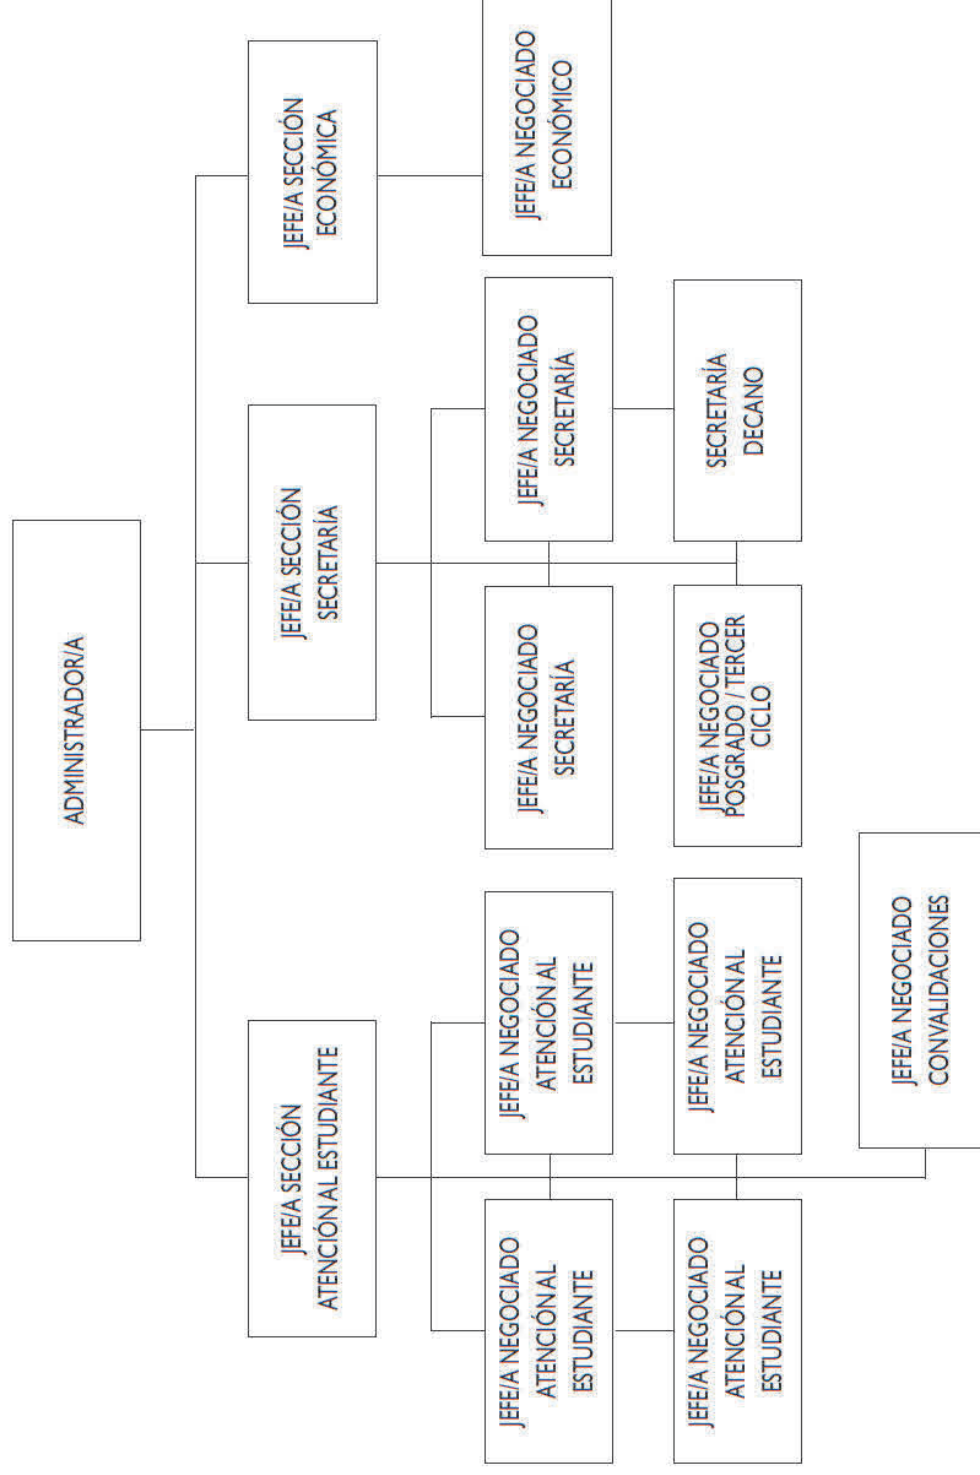 ADMINISTRADOR/A
JEFE/A SECCIÓN
ATENCIÓN AL ESTUDIANTE
JEFE/A SECCIÓN
SECRETARÍA
JEFE/A SECCIÓN
ECONÓMICA
JEFE/A NEGOCIADO
ATENCIÓN AL
ESTUDIANTE
JEFE/A NEGOCIADO
ATENCIÓN AL
ESTUDIANTE
JEFE/A NEGOCIADO
SECRETARÍA
JEFE/A NEGOCIADO
SECRETARÍA
JEFE/A NEGOCIADO
ECONÓMICO
JEFE/A NEGOCIADO
ATENCIÓN AL
ESTUDIANTE
JEFE/A NEGOCIADO
ATENCIÓN AL
ESTUDIANTE
JEFE/A NEGOCIADO
POSGRADO / TERCER
CICLO
SECRETARÍA
DECANO
JEFE/A NEGOCIADO
CONVALIDACIONES